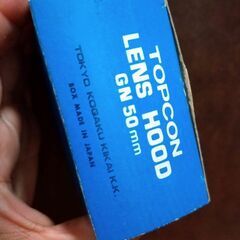 TOPCON
LENS HOOD
GN 50mm
TOKYO KOGAKU KIKAI K.K.
BOX MADE IN JAPAN